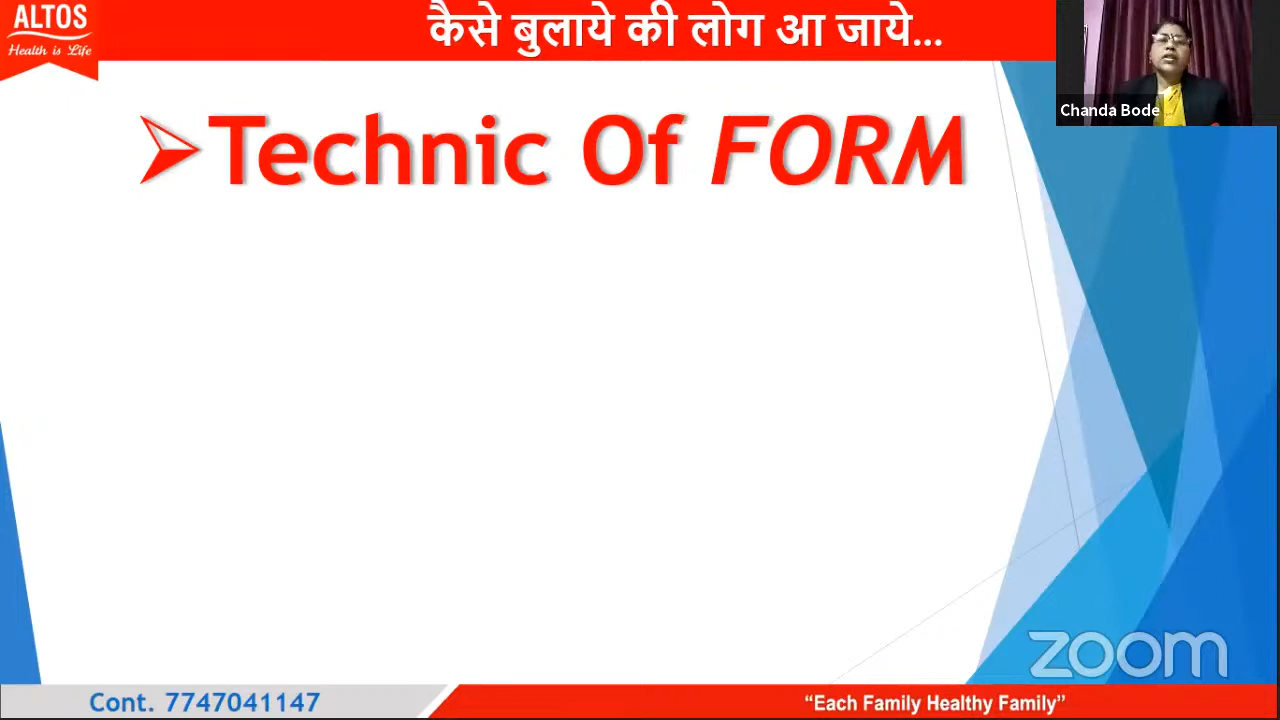 ALTOS
Health is Life
कैसे बुलाये की लोग आ जाये...
Chanda Bode
Technic Of FORM
zoom
Cont. 7747041147
“Each Family Healthy Family”